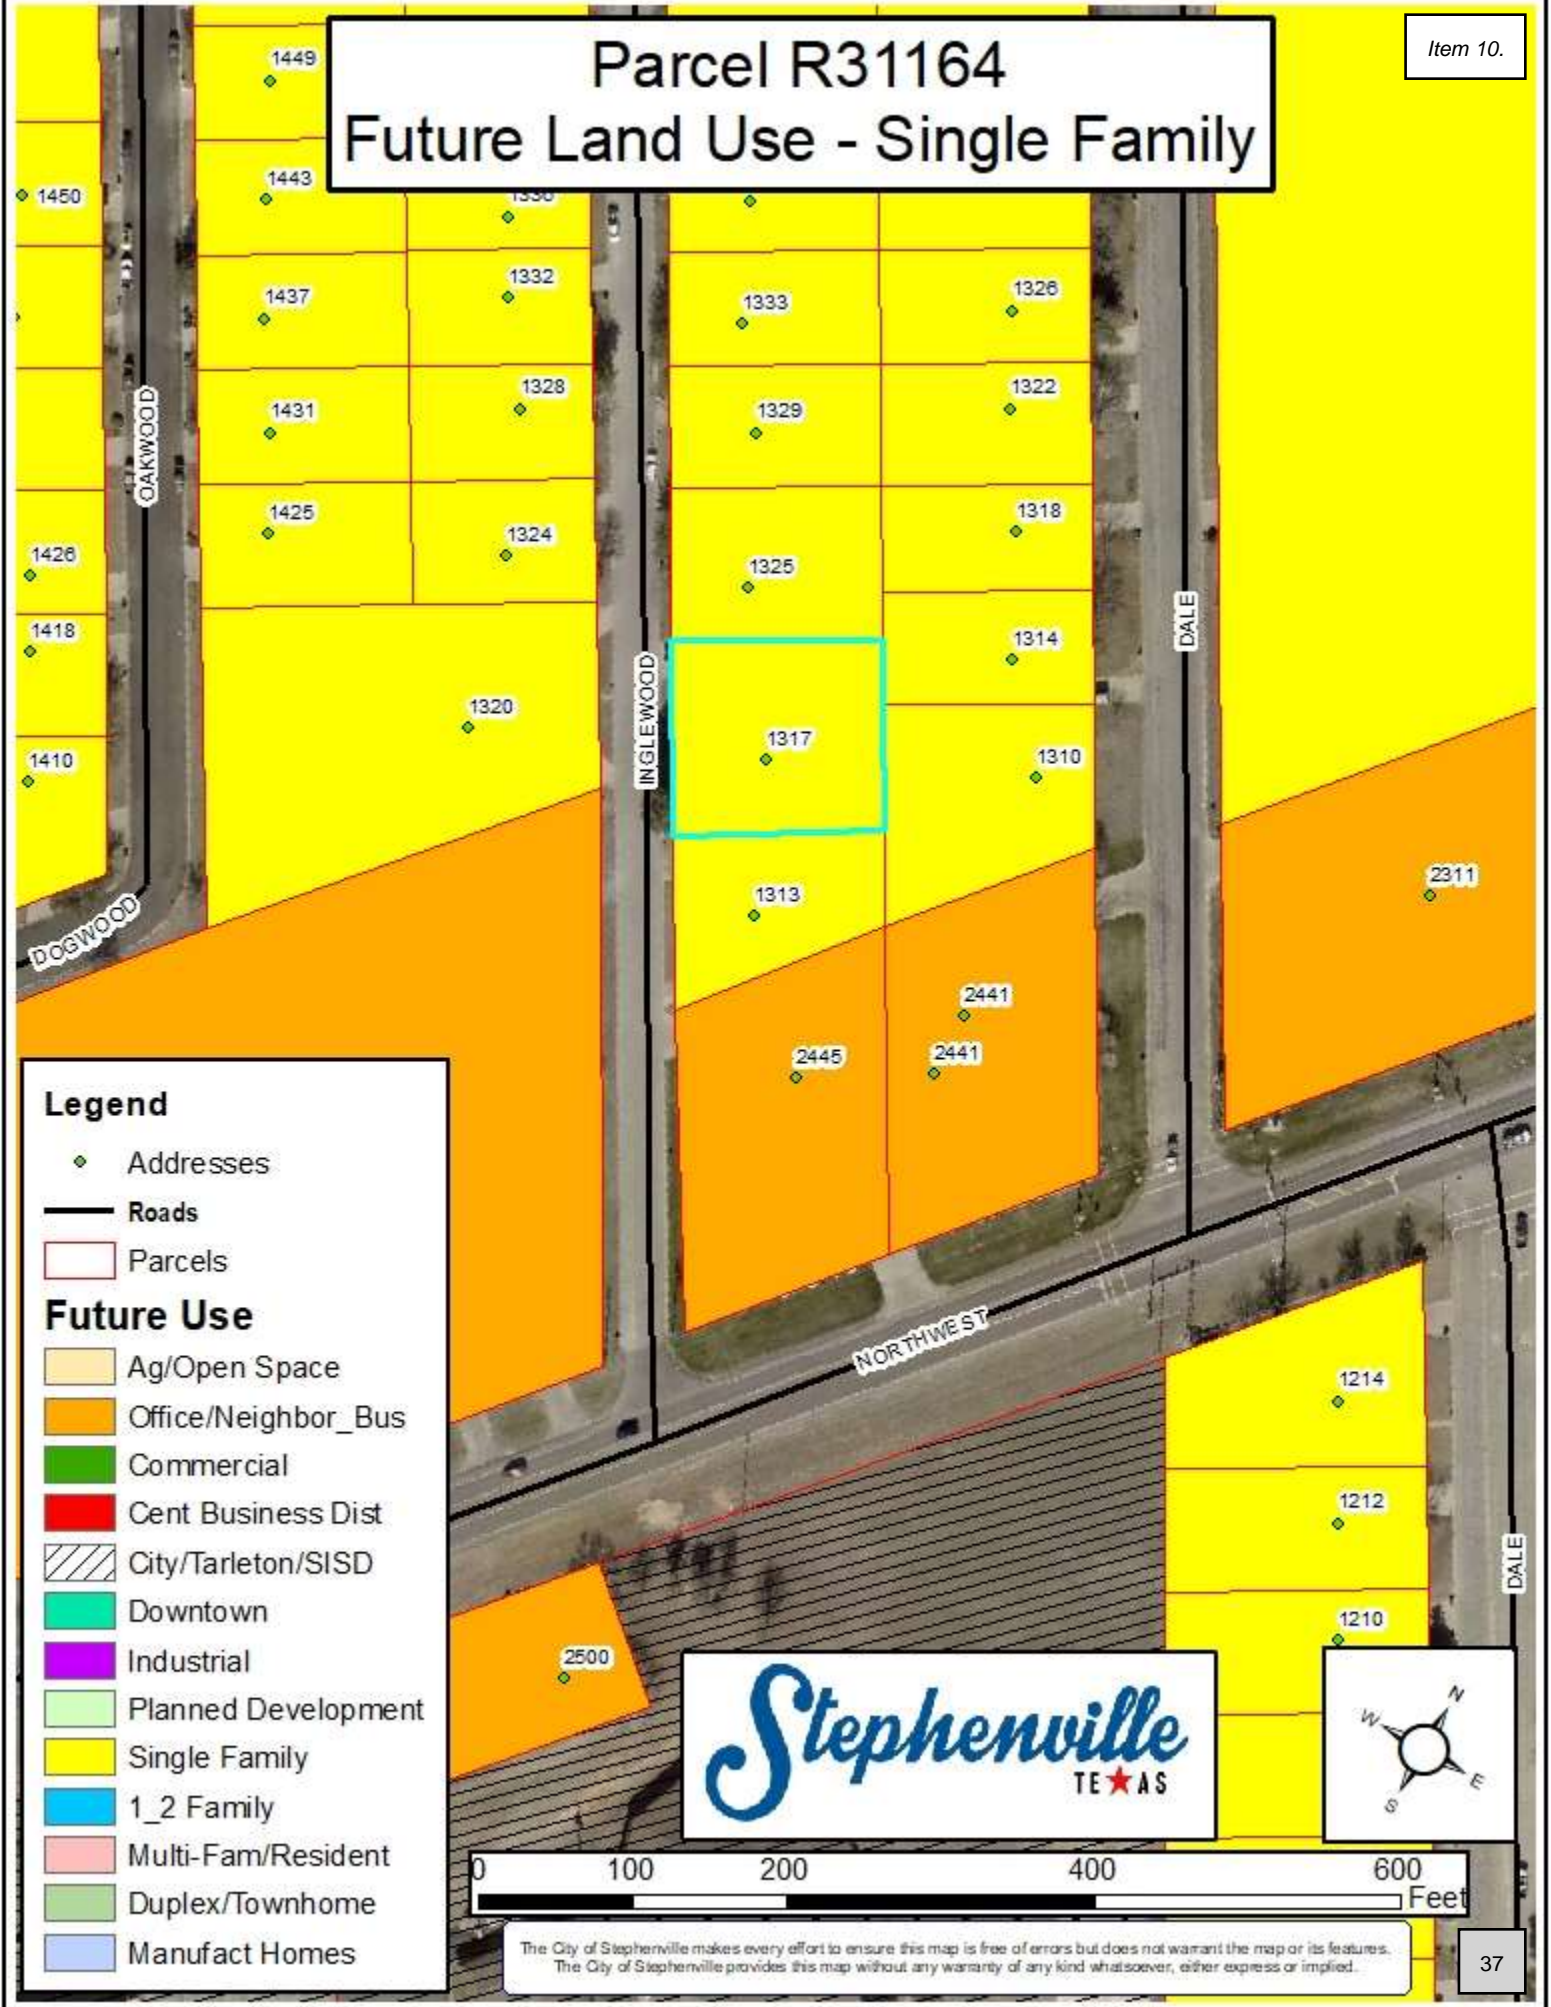 Item 10.
Parcel R31164
Future Land Use - Single Family
1449
1443
1450
1437
1332
1333
1326
1431
1328
1329
1322
OAKWOOD
1425
1324
1325
1318
1426
1418
1314
DALE
1320
INGLEWOOD
1317
1310
1410
1313
2311
DOGWOOD
2441
2445
2441
NORTHWEST
1214
1212
DALE
1210
2500
Legend
Addresses
Roads
Parcels
Future Use
Ag/Open Space
Office/Neighbor_Bus
Commercial
Cent Business Dist
City/Tarleton/SISD
Downtown
Industrial
Planned Development
Single Family
1_2 Family
Multi-Fam/Resident
Duplex/Townhome
Manufact Homes
Stephenville
TEXAS
N
W
E
S
0 100 200 400 600
Feet
The City of Stephenville makes every effort to ensure this map is free of errors but does not warrant the map or its features.
The City of Stephenville provides this map without any warranty of any kind whatsoever, either express or implied.
37